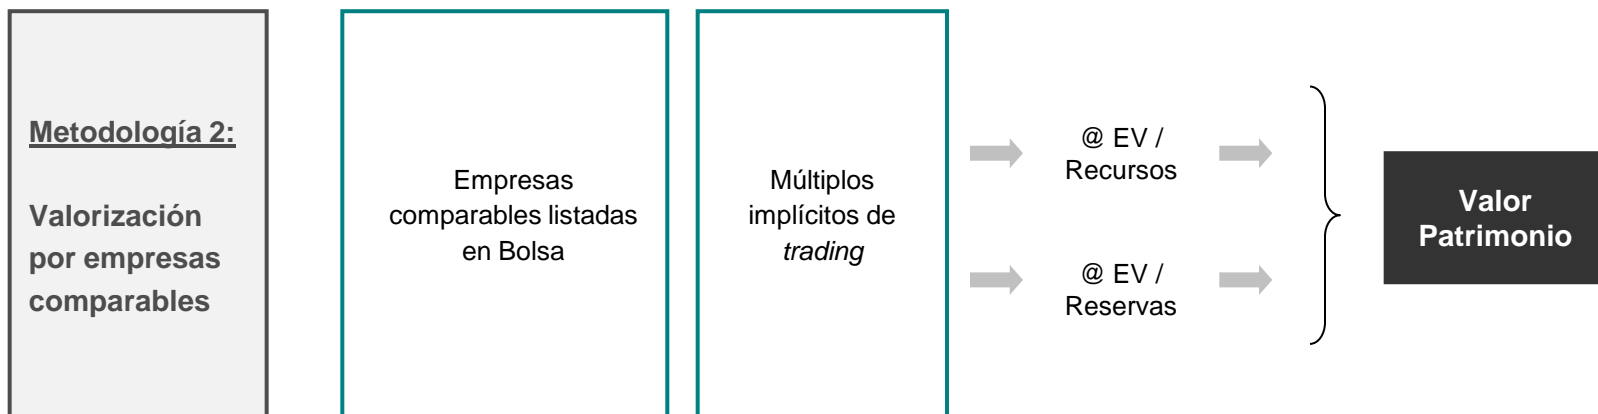 Metodología 2:
Valorización
por empresas
comparables
Empresas
comparables listadas
en Bolsa
Múltiplos
implícitos de
trading
@ EV /
Recursos
@ EV /
Reservas
Valor
Patrimonio